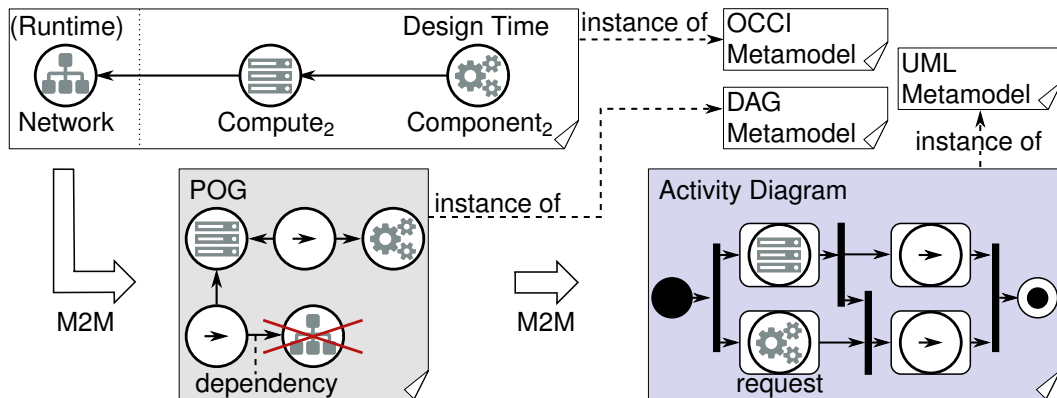 (Runtime)
Design Time
Network
Compute₂
Component₂
instance of
OCCI
Metamodel
UML
Metamodel
DAG
Metamodel
instance of
M2M
POG
dependency
instance of
M2M
Activity Diagram
request